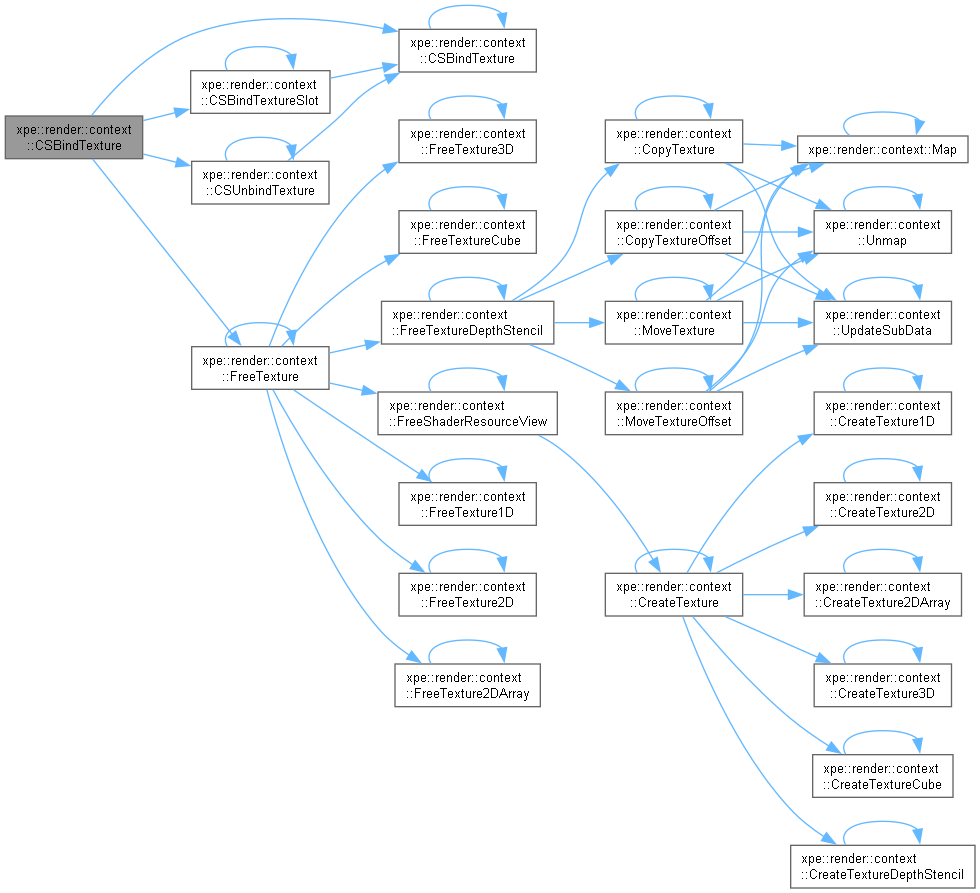 xpe::render::context
::CSBindTexture
xpe::render::context
::CSBindTexture
xpe::render::context
::CSBindTextureSlot
xpe::render::context
::CSUnbindTexture
xpe::render::context
::FreeTexture
xpe::render::context
::FreeTexture3D
xpe::render::context
::FreeTextureCube
xpe::render::context
::FreeTextureDepthStencil
xpe::render::context
::FreeShaderResourceView
xpe::render::context
::FreeTexture1D
xpe::render::context
::FreeTexture2D
xpe::render::context
::FreeTexture2DArray
xpe::render::context
::CopyTexture
xpe::render::context
::CopyTextureOffset
xpe::render::context
::MoveTexture
xpe::render::context
::MoveTextureOffset
xpe::render::context
::CreateTexture
xpe::render::context::Map
xpe::render::context
::Unmap
xpe::render::context
::UpdateSubData
xpe::render::context
::CreateTexture1D
xpe::render::context
::CreateTexture2D
xpe::render::context
::CreateTexture2DArray
xpe::render::context
::CreateTexture3D
xpe::render::context
::CreateTextureCube
xpe::render::context
::CreateTextureDepthStencil